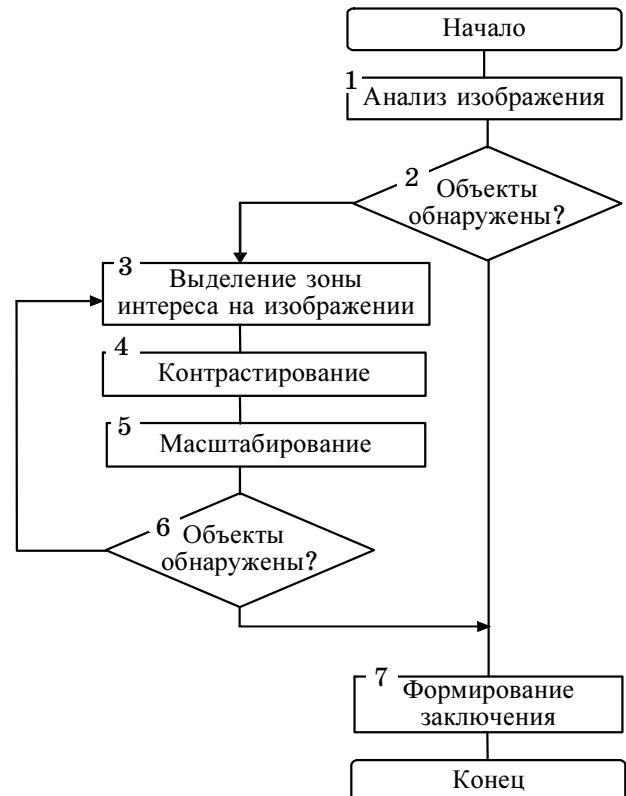 Начало
1
Анализ изображения
2
Объекты
обнаружены?
3
Выделение зоны
интереса на изображении
4
Контрастирование
5
Масштабирование
6
Объекты
обнаружены?
7
Формирование
заключения
Конец